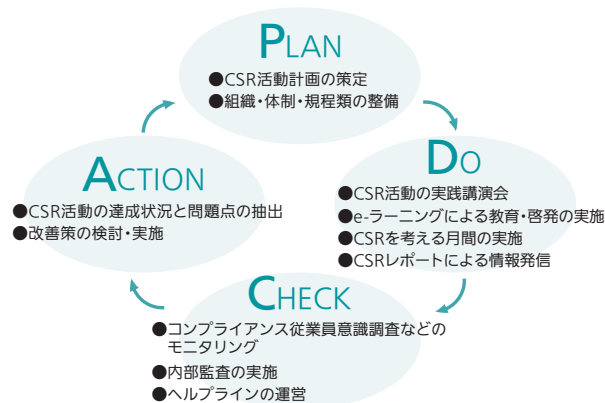 PLAN
●CSR活動計画の策定
●組織・体制・規程類の整備
DO
●CSR活動の実践講演会
●e-ラーニングによる教育・啓発の実施
●CSRを考える月間の実施
●CSRレポートによる情報発信
CHECK
●コンプライアンス従業員意識調査などの
モニタリング
●内部監査の実施
●ヘルプラインの運営
ACTION
●CSR活動の達成状況と問題点の抽出
●改善策の検討・実施